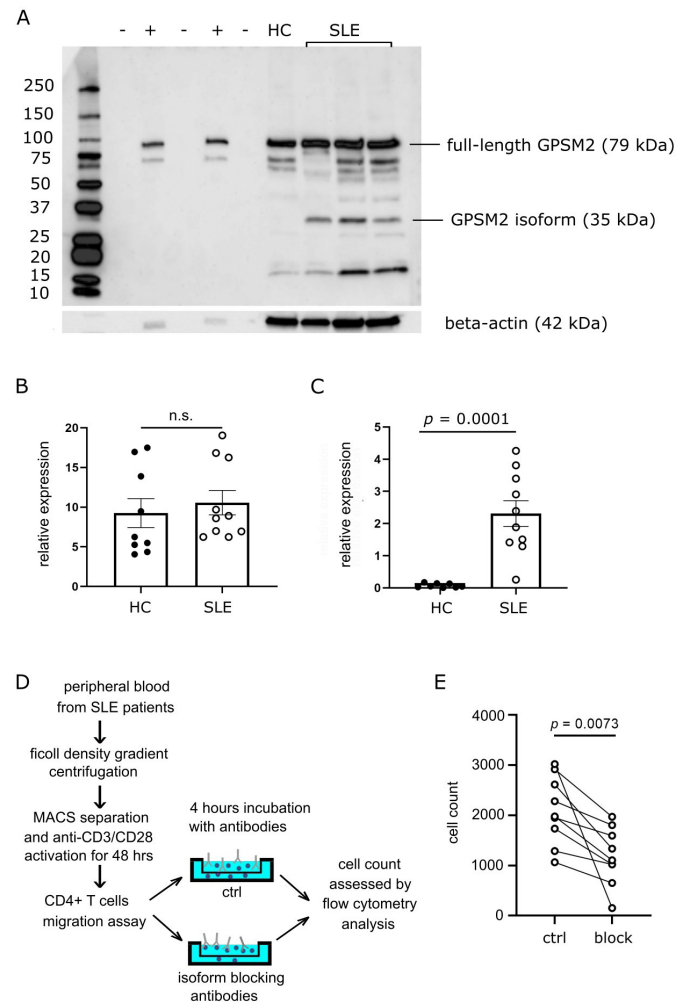 A
- + - + - HC SLE
250
150
100
75
50
37
25
20
15
10
full-length GPSM2 (79 kDa)
GPSM2 isoform (35 kDa)
beta-actin (42 kDa)
B
n.s.
20
15
10
5
0
relative expression
HC SLE
C
p = 0.0001
5
4
3
2
1
0
relative expression
HC SLE
D
peripheral blood
from SLE patients
ficoll density gradient
centrifugation
MACS separation
and anti-CD3/CD28
activation for 48 hrs
CD4+ T cells
migration assay
4 hours incubation
with antibodies
ctrl
isoform blocking
antibodies
cell count
assessed by
flow cytometry
analysis
E
p = 0.0073
4000
3000
2000
1000
0
cell count
ctrl block